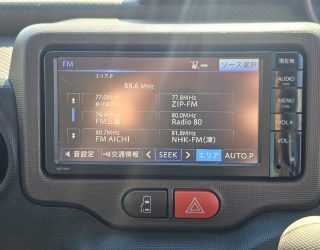 FM
ソース選択
エリア.P
88.6 MHz
77.0MHz
e-radio
77.8MHz
ZIP-FM
78.9MHz
FM三重
80.0MHz
Radio 80
80.7MHz
FM AICHI
81.8MHz
NHK-FM(津)
音設定
交通情報
SEEK
エリア
AUTO.P
現在地
AUDIO
MENU
VOL +
VOL -